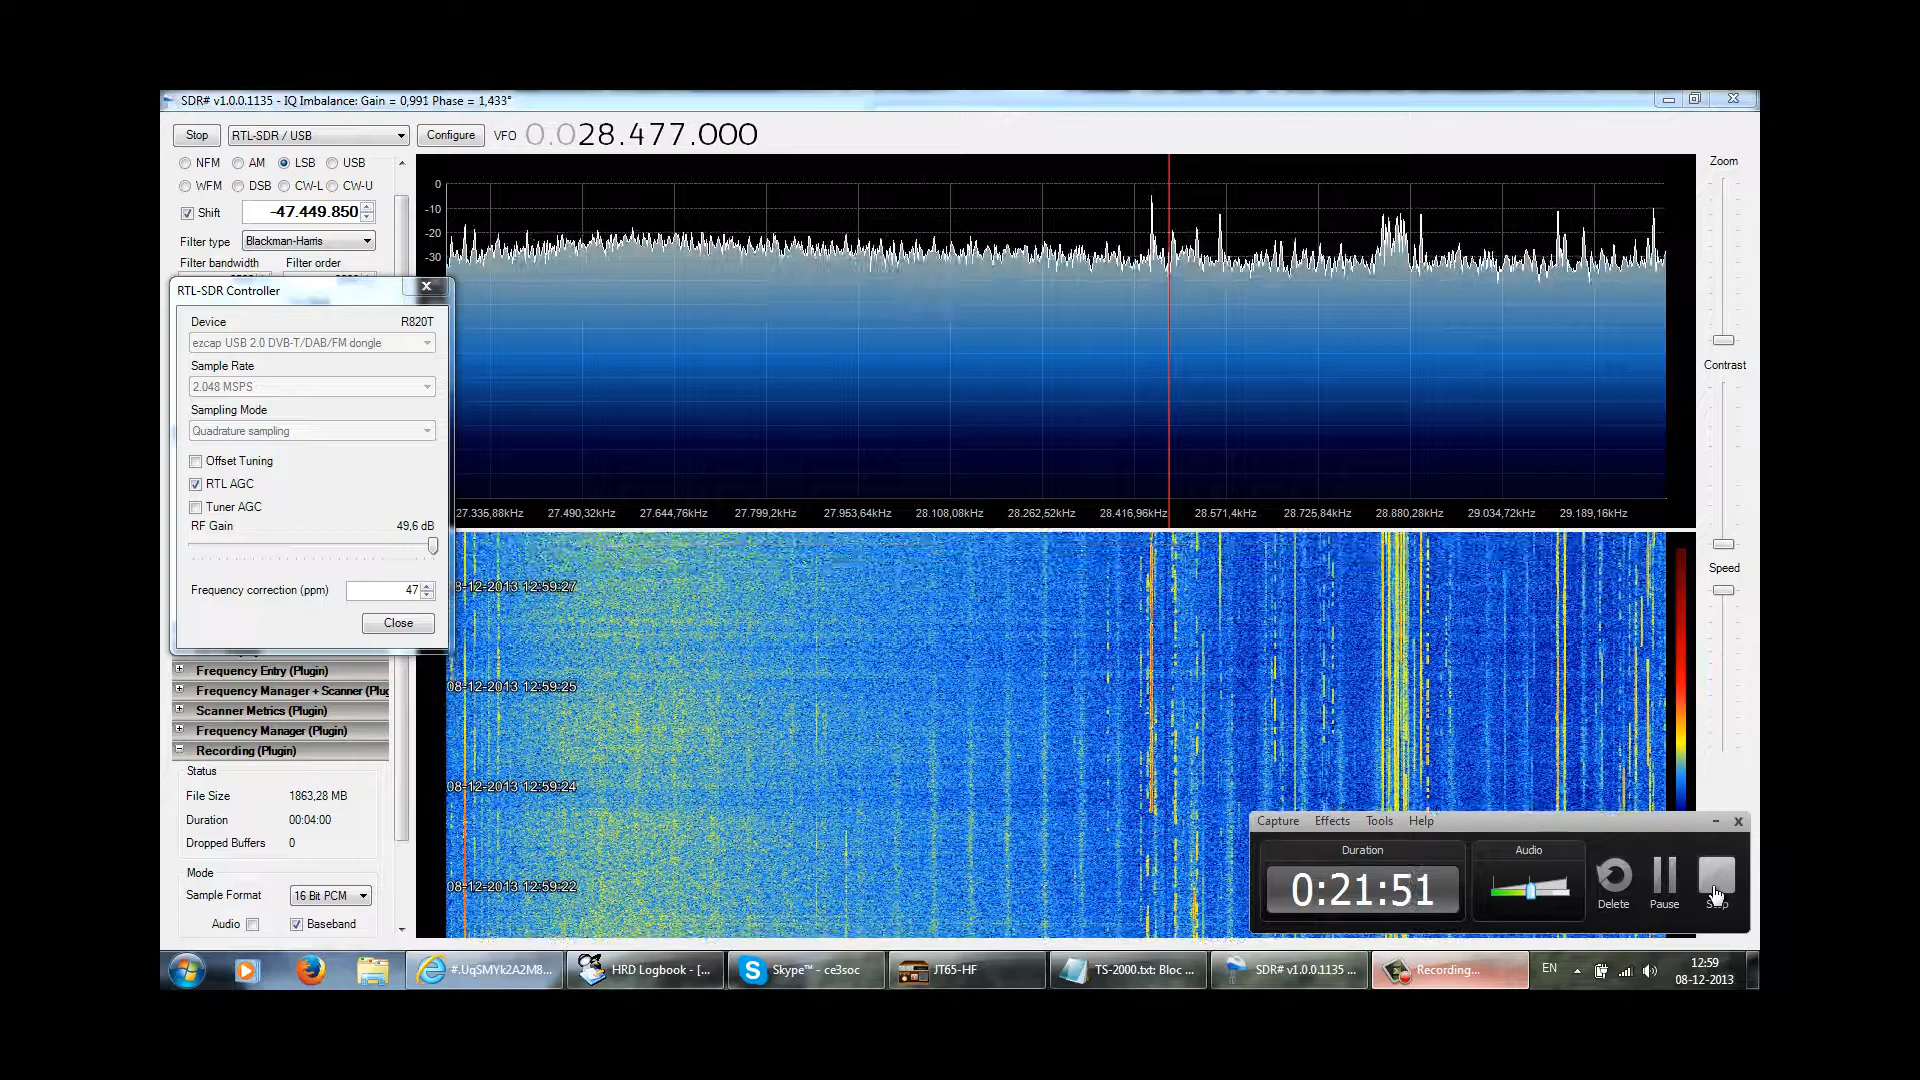 SDR# v1.0.0.1135 - IQ Imbalance: Gain = 0,991 Phase = 1,433°
Stop
RTL-SDR / USB
Configure
VFO
0.028.477.000
NFM AM LSB USB
WFM DSB CW-L CW-U
Shift -47.449.850
Filter type Blackman-Harris
Filter bandwidth Filter order
Zoom
Contrast
Speed
0
-10
-20
-30
27.335,88kHz 27.490,32kHz 27.644,76kHz 27.799,2kHz 27.953,64kHz 28.108,08kHz 28.262,52kHz 28.416,96kHz 28.571,4kHz 28.725,84kHz 28.880,28kHz 29.034,72kHz 29.189,16kHz
RTL-SDR Controller
Device R820T
ezcap USB 2.0 DVB-T/DAB/FM dongle
Sample Rate
2.048 MSPS
Sampling Mode
Quadrature sampling
Offset Tuning
RTL AGC
Tuner AGC
RF Gain 49,6 dB
Frequency correction (ppm) 47
Close
8-12-2013 12:59:27
08-12-2013 12:59:25
08-12-2013 12:59:24
08-12-2013 12:59:22
Frequency Entry (Plugin)
Frequency Manager + Scanner (Plug
Scanner Metrics (Plugin)
Frequency Manager (Plugin)
Recording (Plugin)
Status
File Size 1863,28 MB
Duration 00:04:00
Dropped Buffers 0
Mode
Sample Format 16 Bit PCM
Audio Baseband
Capture Effects Tools Help
Duration
0:21:51
Audio
Delete
Pause
#.UqSMYk2A2M8...
HRD Logbook - [...
Skype™ - ce3soc
JT65-HF
TS-2000.txt: Bloc ...
SDR# v1.0.0.1135 ...
Recording...
EN
12:59
08-12-2013